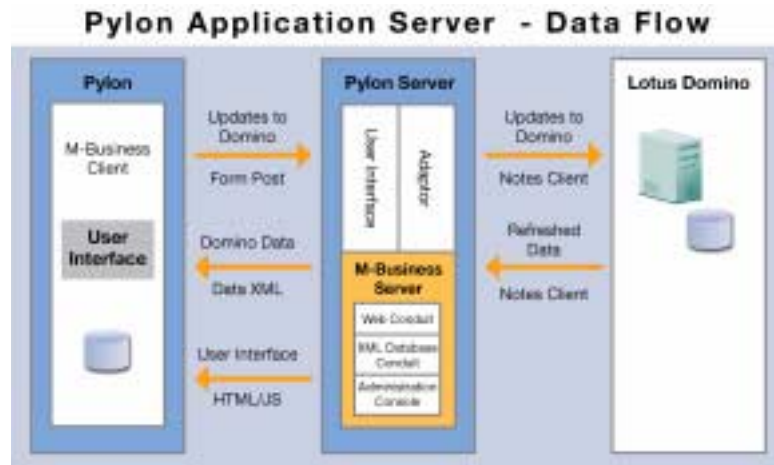 Pylon Application Server - Data Flow
Pylon
M-Business
Client
User
Interface
Updates to
Domino
Form Post
Domino Data
Data XML
User Interface
HTML/JS
Pylon Server
User Interface
Adaptor
M-Business
Server
Web Conduit
XML Database
Conduit
Administration
Console
Updates to
Domino
Notes Client
Refreshed
Data
Notes Client
Lotus Domino